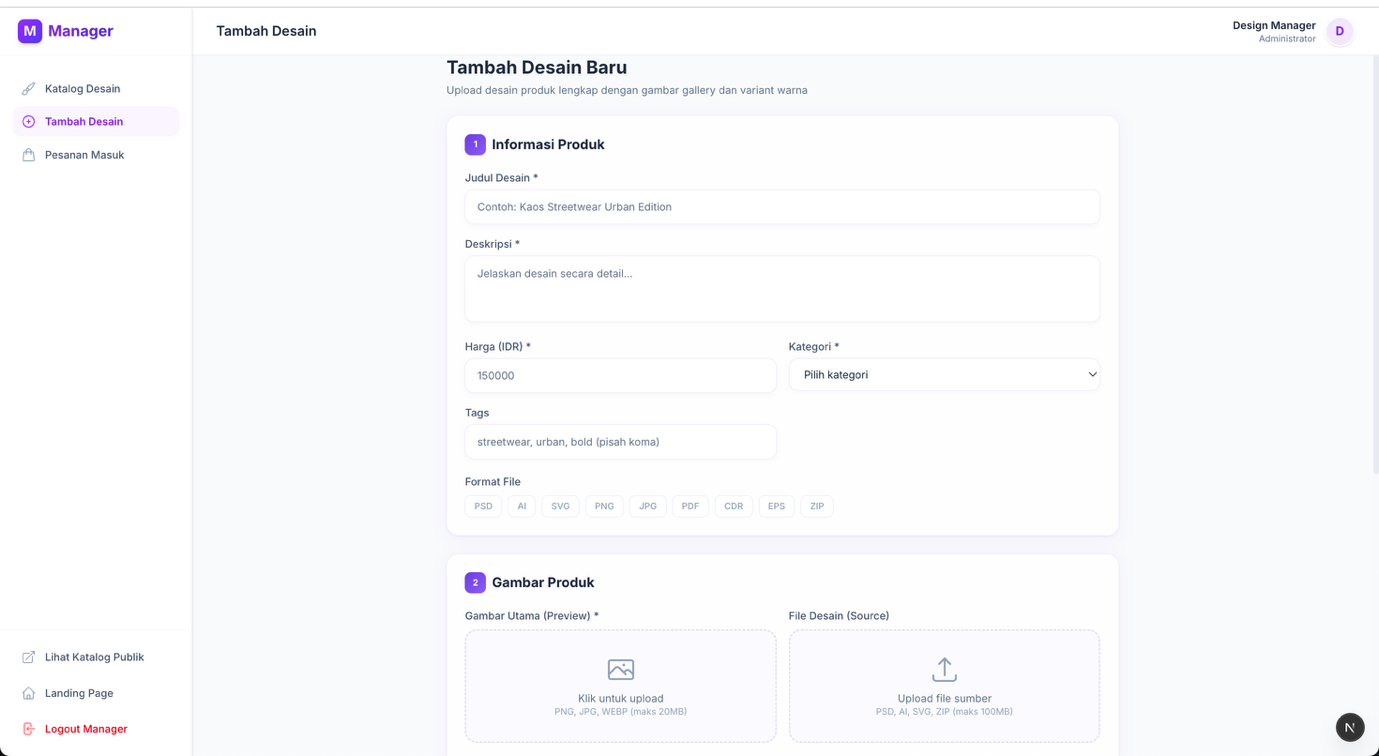 M Manager
Tambah Desain
Design Manager
Administrator
D
Katalog Desain
Tambah Desain
Pesanan Masuk
Lihat Katalog Publik
Landing Page
Logout Manager
Tambah Desain Baru
Upload desain produk lengkap dengan gambar gallery dan variant warna
1 Informasi Produk
Judul Desain *
Contoh: Kaos Streetwear Urban Edition
Deskripsi *
Jelaskan desain secara detail...
Harga (IDR) *
150000
Kategori *
Pilih kategori
Tags
streetwear, urban, bold (pisah koma)
Format File
PSD AI SVG PNG JPG PDF CDR EPS ZIP
2 Gambar Produk
Gambar Utama (Preview) *
Klik untuk upload
PNG, JPG, WEBP (maks 20MB)
File Desain (Source)
Upload file sumber
PSD, AI, SVG, ZIP (maks 100MB)
N